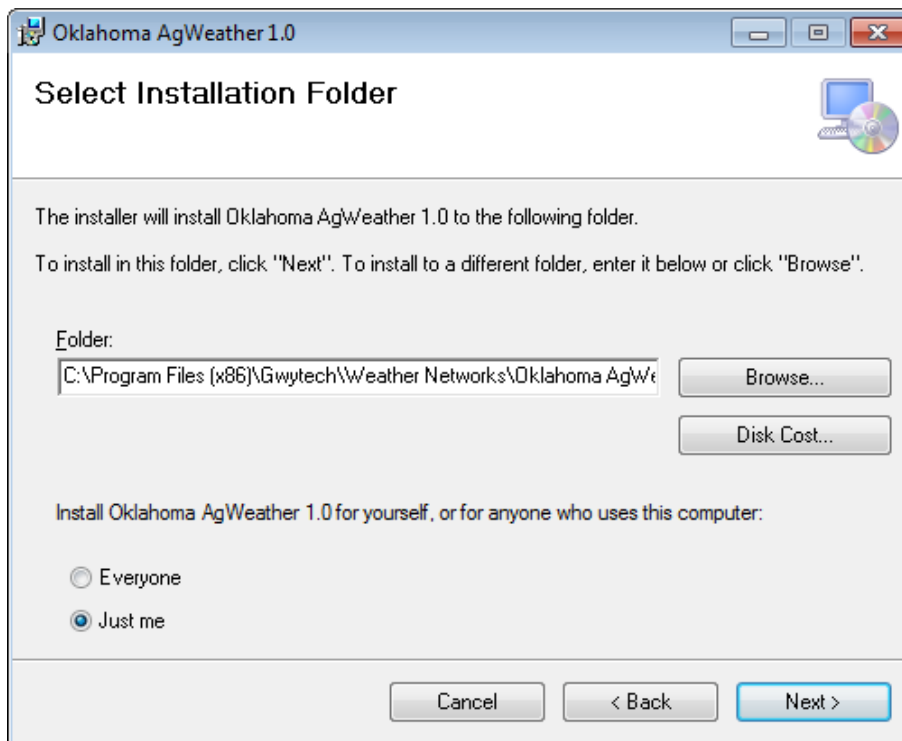 Oklahoma AgWeather 1.0
Select Installation Folder
The installer will install Oklahoma AgWeather 1.0 to the following folder.
To install in this folder, click "Next". To install to a different folder, enter it below or click "Browse".
Folder:
C:\Program Files (x86)\Gwytech\Weather Networks\Oklahoma AgWe
Browse...
Disk Cost...
Install Oklahoma AgWeather 1.0 for yourself, or for anyone who uses this computer:
Everyone
Just me
Cancel
< Back
Next >